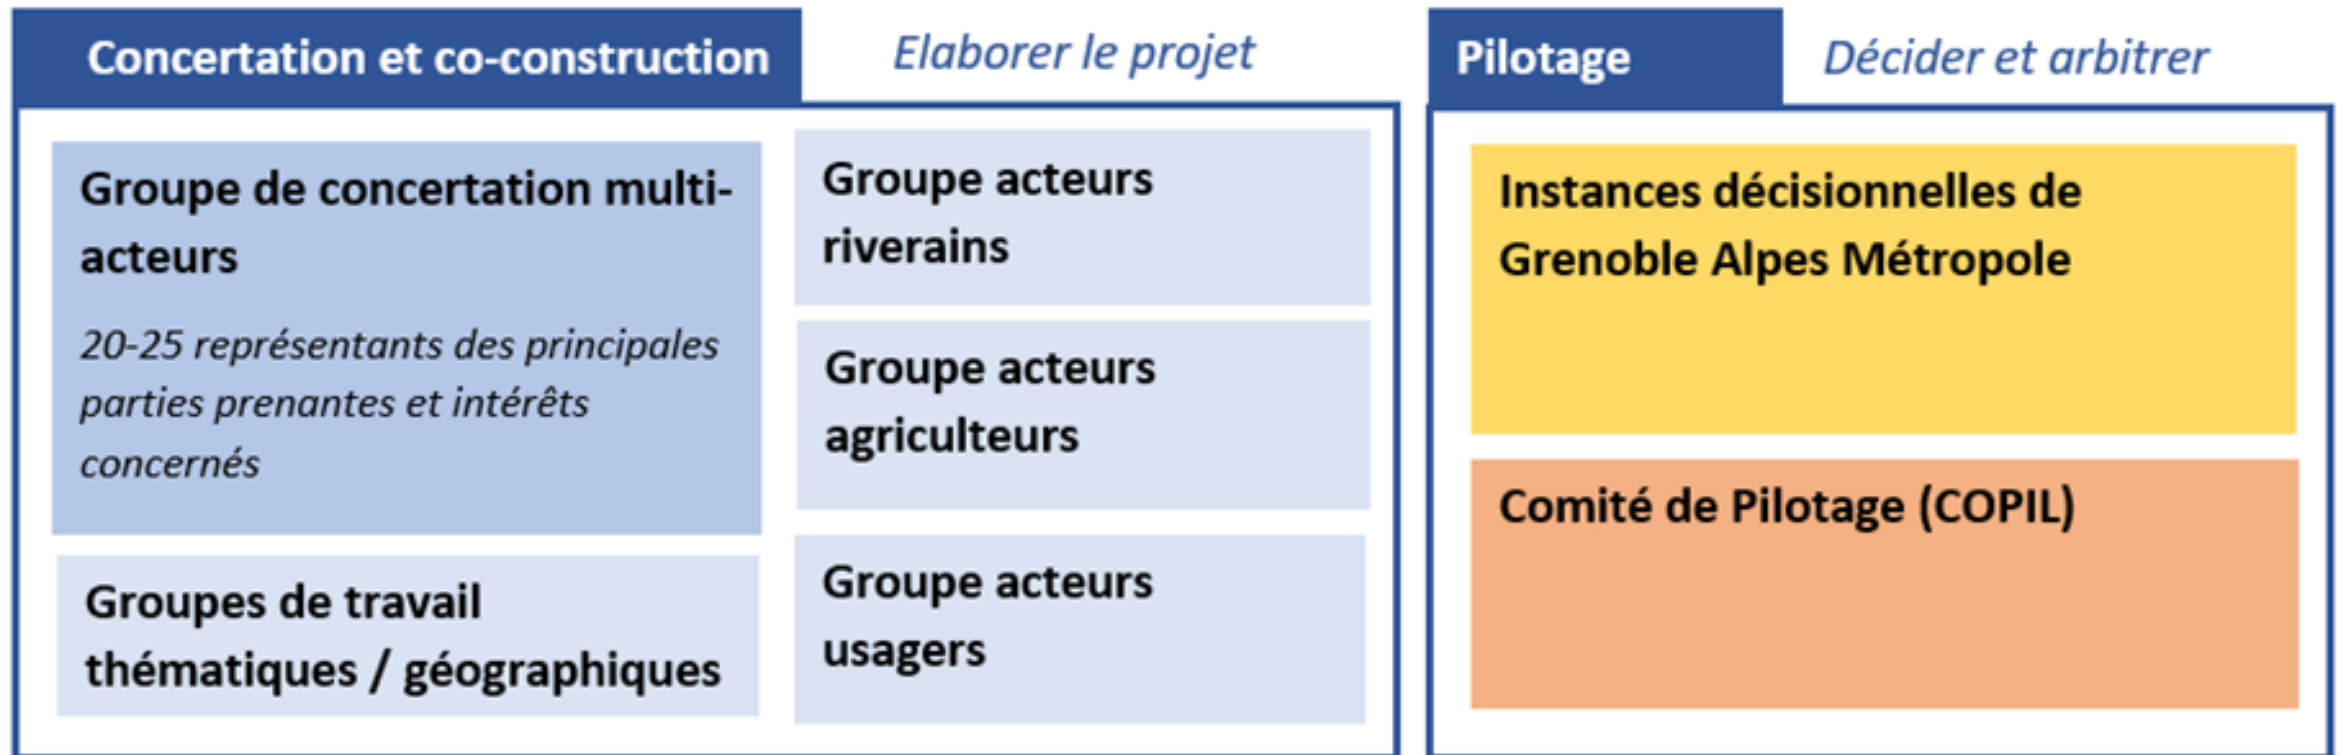 Concertation et co-construction
Elaborer le projet
Groupe de concertation multi-
acteurs
20-25 représentants des principales
parties prenantes et intérêts
concernés
Groupes de travail
thématiques / géographiques
Groupe acteurs
riverains
Groupe acteurs
agriculteurs
Groupe acteurs
usagers
Pilotage
Décider et arbitrer
Instances décisionnelles de
Grenoble Alpes Métropole
Comité de Pilotage (COPIL)